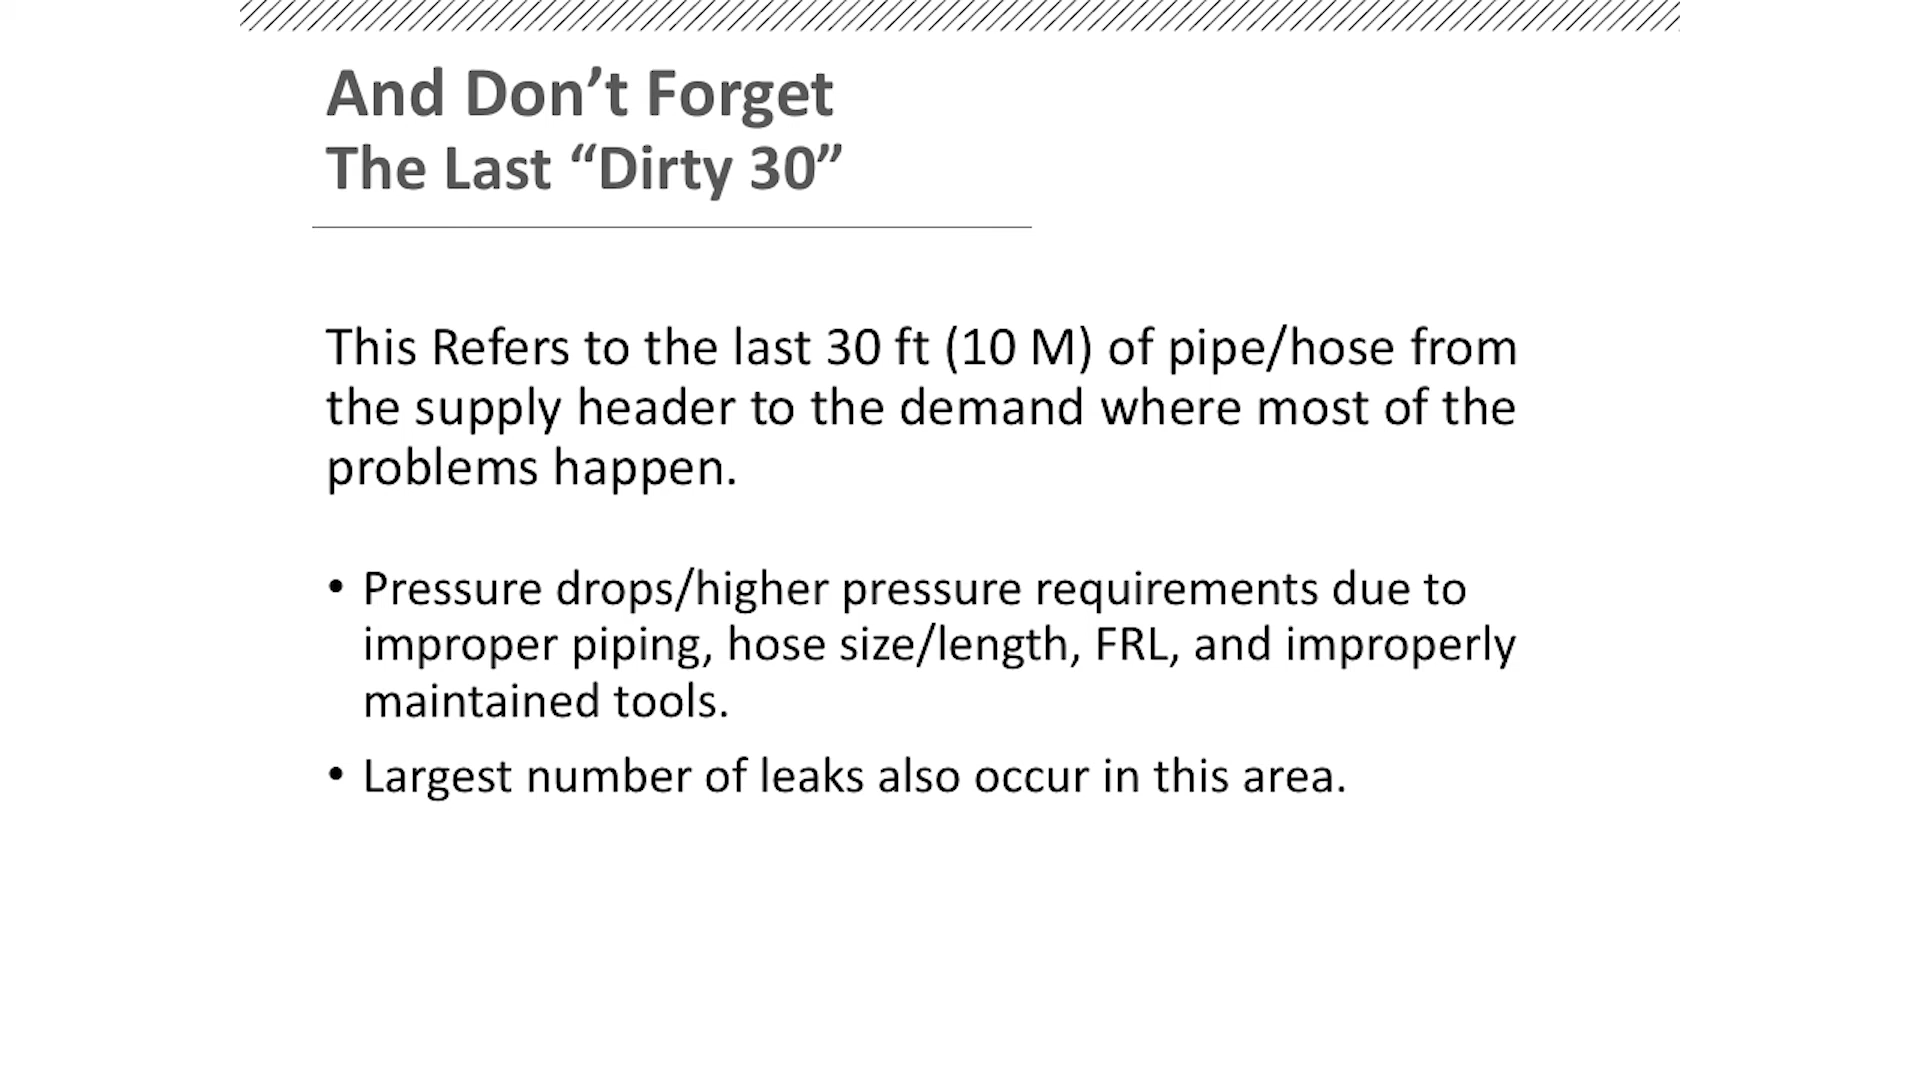 And Don’t Forget
The Last “Dirty 30”
This Refers to the last 30 ft (10 M) of pipe/hose from
the supply header to the demand where most of the
problems happen.
• Pressure drops/higher pressure requirements due to
improper piping, hose size/length, FRL, and improperly
maintained tools.
• Largest number of leaks also occur in this area.